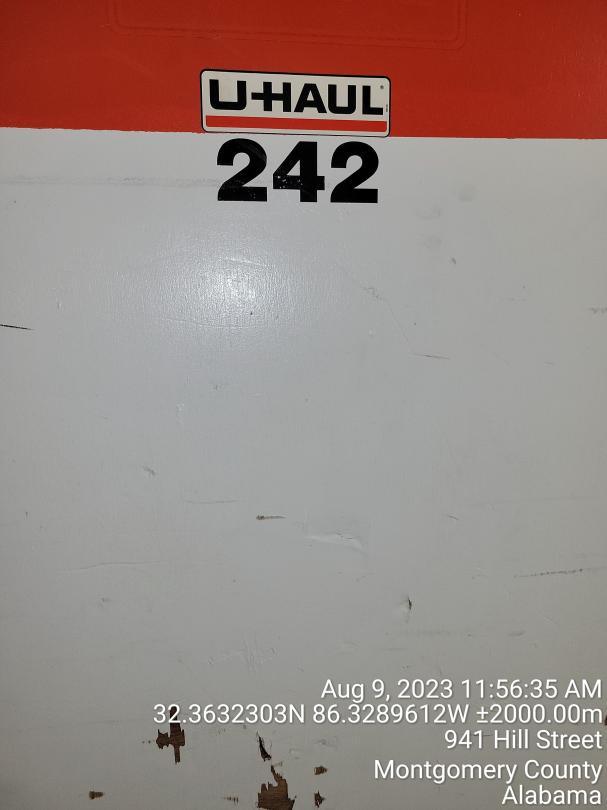 U-HAUL
242
Aug 9, 2023 11:56:35 AM
32.3632303N 86.3289612W ±2000.00m
941 Hill Street
Montgomery County
Alabama